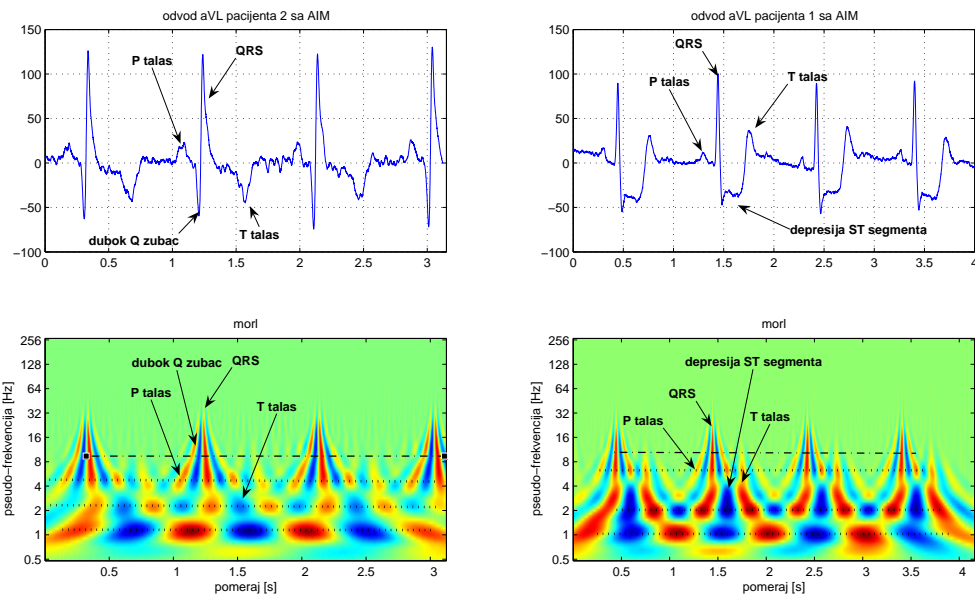 odvod aVL pacijenta 2 sa AIM
150
100
50
0
−50
−100
0
0.5
1
1.5
2
2.5
3
P talas
QRS
dubok Q zubac
T talas
odvod aVL pacijenta 1 sa AIM
150
100
50
0
−50
−100
0
0.5
1
1.5
2
2.5
3
3.5
4
QRS
P talas
T talas
depresija ST segmenta
morl
pseudo−frekvencija [Hz]
256
128
64
32
16
8
4
2
1
0.5
0.5
1
1.5
2
2.5
3
pomeraj [s]
dubok Q zubac
QRS
P talas
T talas
morl
pseudo−frekvencija [Hz]
256
128
64
32
16
8
4
2
1
0.5
0.5
1
1.5
2
2.5
3
3.5
4
pomeraj [s]
depresija ST segmenta
QRS
P talas
T talas